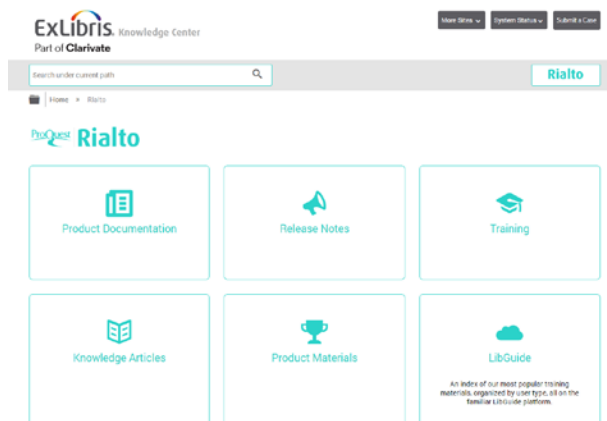 ExLibris. Knowledge Center
Part of Clarivate
More Sites
System Status
Submit a Case
Search under current path
Rialto
Home > Rialto
ProQuest Rialto
Product Documentation
Release Notes
Training
Knowledge Articles
Product Materials
LibGuide
An index of our most popular training
materials, organized by user type, all on the
familiar LibGuide platform.